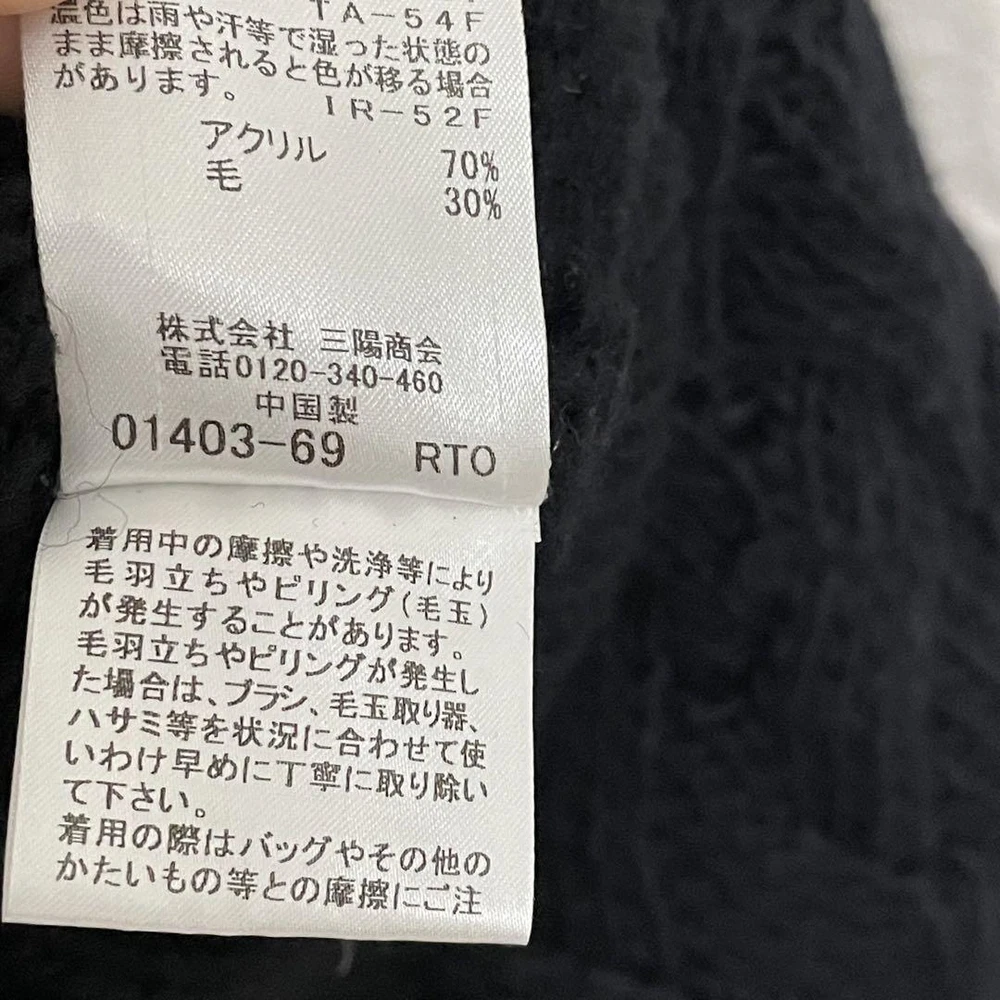 TA-54F
濃色は雨や汗等で湿った状態の
まま摩擦されると色が移る場合
があります。
IR-52F
アクリル 70%
毛 30%
株式会社 三陽商会
電話0120-340-460
中国製
01403-69 RTO
着用中の摩擦や洗浄等により
毛羽立ちやピリング(毛玉)
が発生することがあります。
毛羽立ちやピリングが発生し
た場合は、ブラシ、毛玉取り器、
ハサミ等を状況に合わせて使
いわけ早めに丁寧に取り除い
て下さい。
着用の際はバッグやその他の
かたいもの等との摩擦にご注